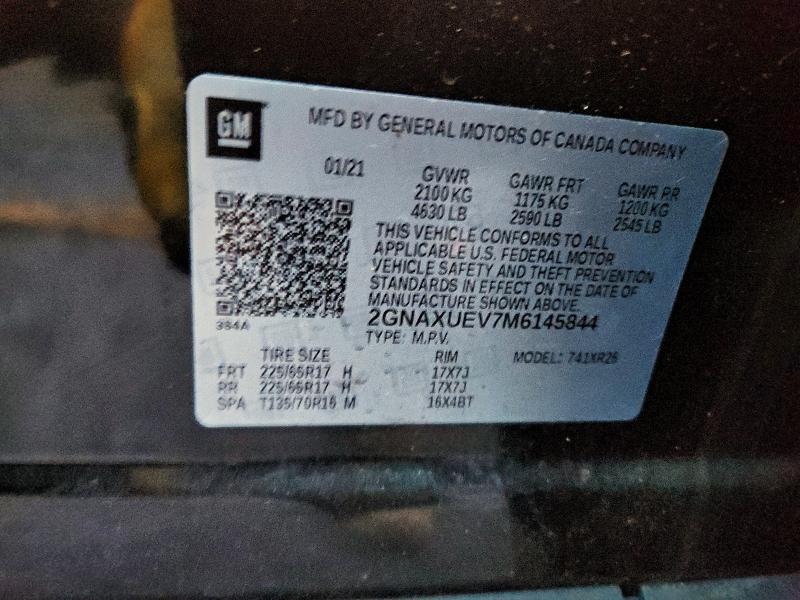 GM
MFD BY GENERAL MOTORS OF CANADA COMPANY
01/21 GVWR GAWR FRT GAWR RR
2100 KG 1175 KG 1200 KG
4630 LB 2590 LB 2545 LB
THIS VEHICLE CONFORMS TO ALL
APPLICABLE U.S. FEDERAL MOTOR
VEHICLE SAFETY AND THEFT PREVENTION
STANDARDS IN EFFECT ON THE DATE OF
MANUFACTURE SHOWN ABOVE.
2GNAXUEV7M6145844
384A
TYPE: M.P.V.
TIRE SIZE RIM MODEL: 741XR26
FRT 225/65R17 H 17X7J
RR 225/65R17 H 17X7J
SPA T135/70R16 M 16X4BT